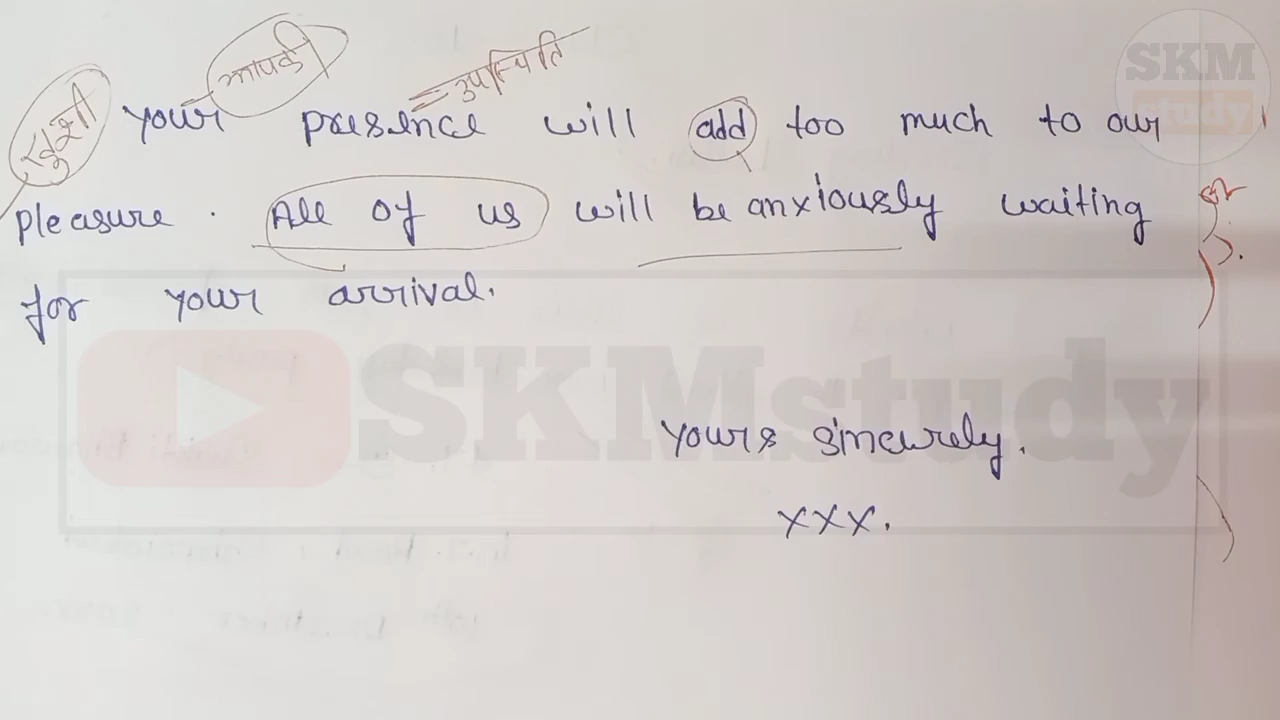 आपकी
उपस्थिति
खुशी
Your presence will add too much to our
pleasure. All of us will be anxiously waiting
for your arrival.
Yours sincerely.
XXX.
SKM
study
SKMstudy